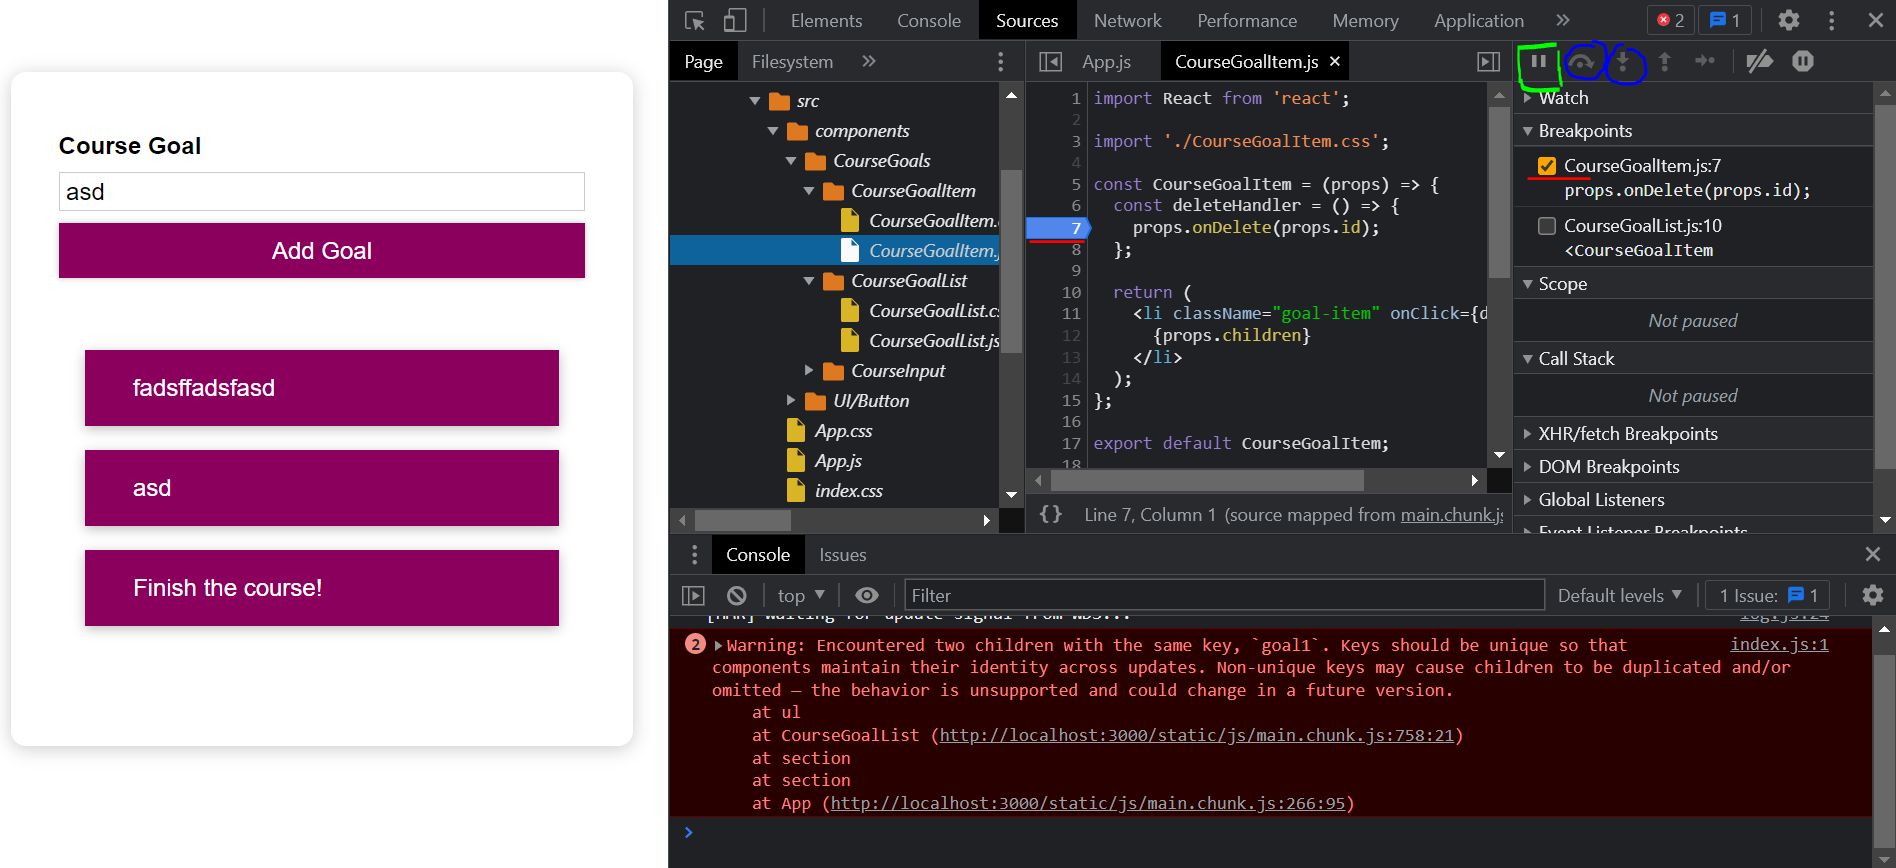 Course Goal
asd
Add Goal
fadsffadsfasd
asd
Finish the course!
Elements Console Sources Network Performance Memory Application » 2 1
Page Filesystem »
src
components
CourseGoals
CourseGoalItem
CourseGoalItem.
CourseGoalItem.
CourseGoalList
CourseGoalList.cs
CourseGoalList.js
CourseInput
UI/Button
App.css
App.js
index.css
App.js CourseGoalItem.js ×
1 import React from 'react';
2
3 import './CourseGoalItem.css';
4
5 const CourseGoalItem = (props) => {
6 const deleteHandler = () => {
7 props.onDelete(props.id);
8 };
9
10 return (
11 <li className="goal-item" onClick={d
12 {props.children}
13 </li>
14 );
15 };
16
17 export default CourseGoalItem;
18
{} Line 7, Column 1 (source mapped from main.chunk.js
Watch
Breakpoints
CourseGoalItem.js:7
props.onDelete(props.id);
CourseGoalList.js:10
<CourseGoalItem
Scope
Not paused
Call Stack
Not paused
XHR/fetch Breakpoints
DOM Breakpoints
Global Listeners
Event Listener Breakpoints
Console Issues
top Filter Default levels 1 Issue: 1
[HMR] Waiting for update signal from WDS... log.js:24
2 Warning: Encountered two children with the same key, `goal1`. Keys should be unique so that index.js:1
components maintain their identity across updates. Non-unique keys may cause children to be duplicated and/or
omitted — the behavior is unsupported and could change in a future version.
at ul
at CourseGoalList (http://localhost:3000/static/js/main.chunk.js:758:21)
at section
at section
at App (http://localhost:3000/static/js/main.chunk.js:266:95)